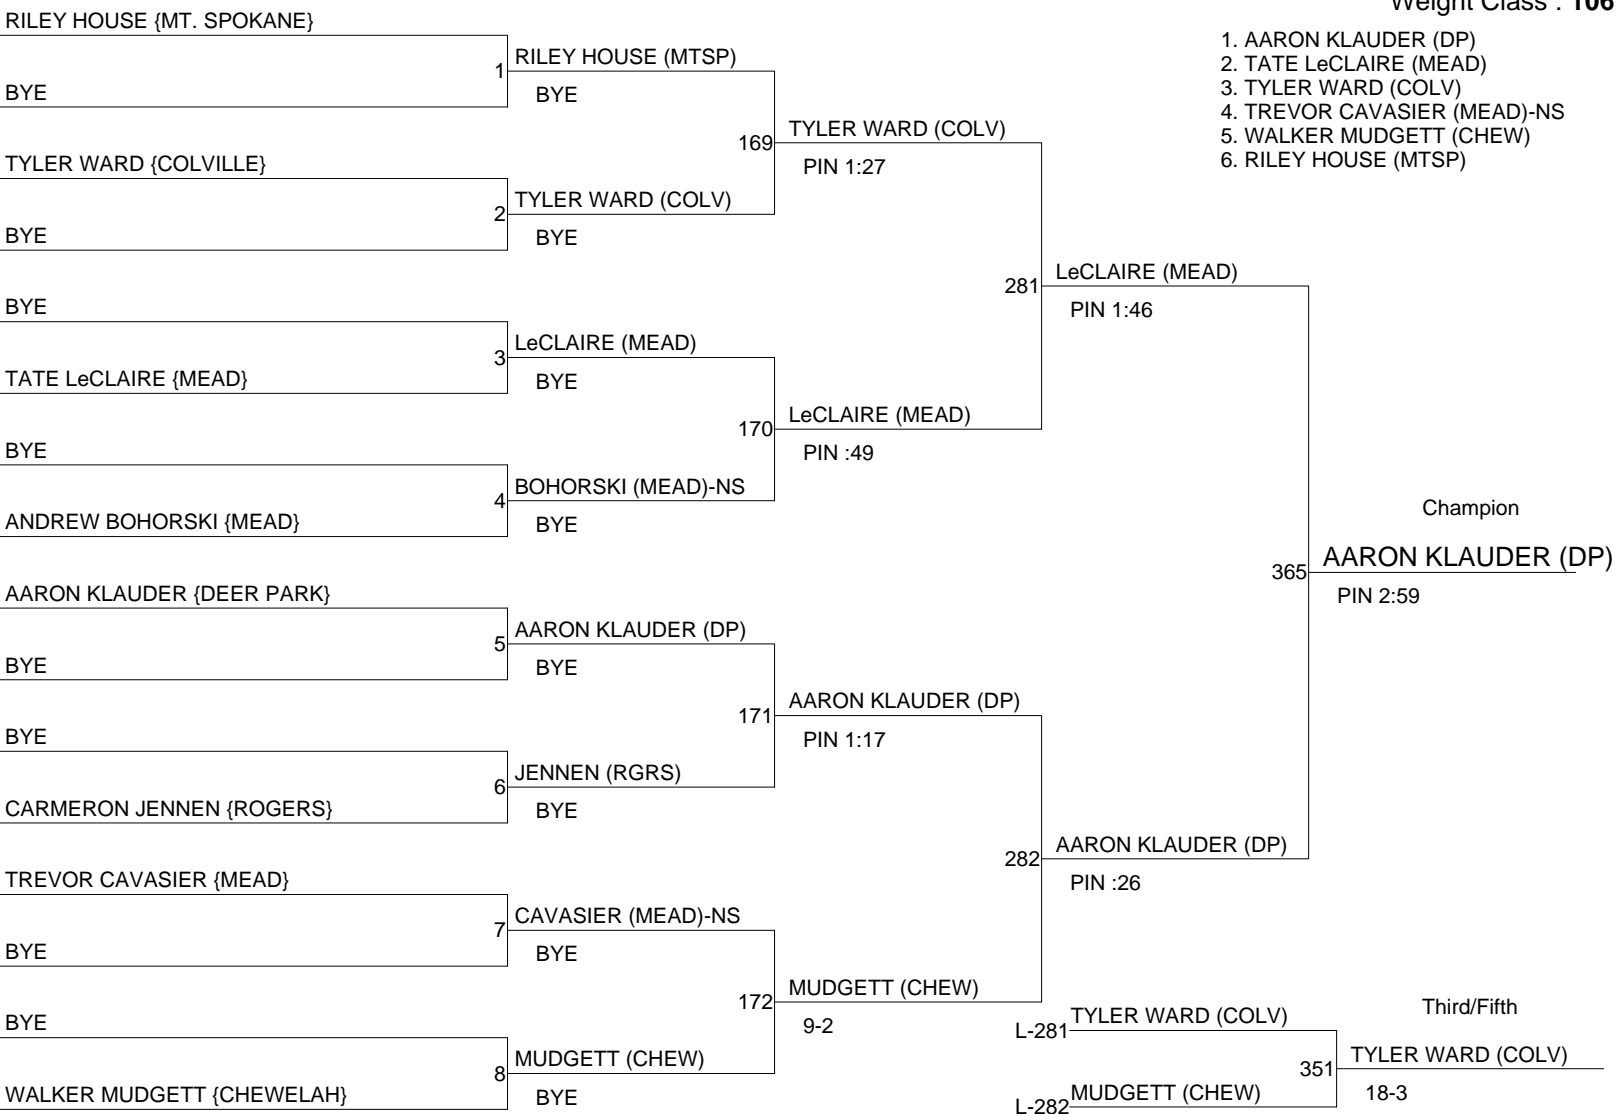 Weight Class : 106
1. AARON KLAUDER (DP)
2. TATE LeCLAIRE (MEAD)
3. TYLER WARD (COLV)
4. TREVOR CAVASIER (MEAD)-NS
5. WALKER MUDGETT (CHEW)
6. RILEY HOUSE (MTSP)
RILEY HOUSE {MT. SPOKANE}
1
BYE
TYLER WARD {COLVILLE}
2
BYE
BYE
3
TATE LeCLAIRE {MEAD}
BYE
4
ANDREW BOHORSKI {MEAD}
AARON KLAUDER {DEER PARK}
5
BYE
BYE
6
CARMERON JENNEN {ROGERS}
TREVOR CAVASIER {MEAD}
7
BYE
BYE
8
WALKER MUDGETT {CHEWELAH}
RILEY HOUSE (MTSP)
BYE
169
TYLER WARD (COLV)
BYE
LeCLAIRE (MEAD)
BYE
170
BOHORSKI (MEAD)-NS
BYE
AARON KLAUDER (DP)
BYE
171
JENNEN (RGRS)
BYE
CAVASIER (MEAD)-NS
BYE
172
MUDGETT (CHEW)
BYE
TYLER WARD (COLV)
PIN 1:27
281
LeCLAIRE (MEAD)
PIN :49
AARON KLAUDER (DP)
PIN 1:17
282
MUDGETT (CHEW)
9-2
LeCLAIRE (MEAD)
PIN 1:46
365
AARON KLAUDER (DP)
PIN :26
Champion
AARON KLAUDER (DP)
PIN 2:59
L-281 TYLER WARD (COLV)
351
L-282 MUDGETT (CHEW)
Third/Fifth
TYLER WARD (COLV)
18-3